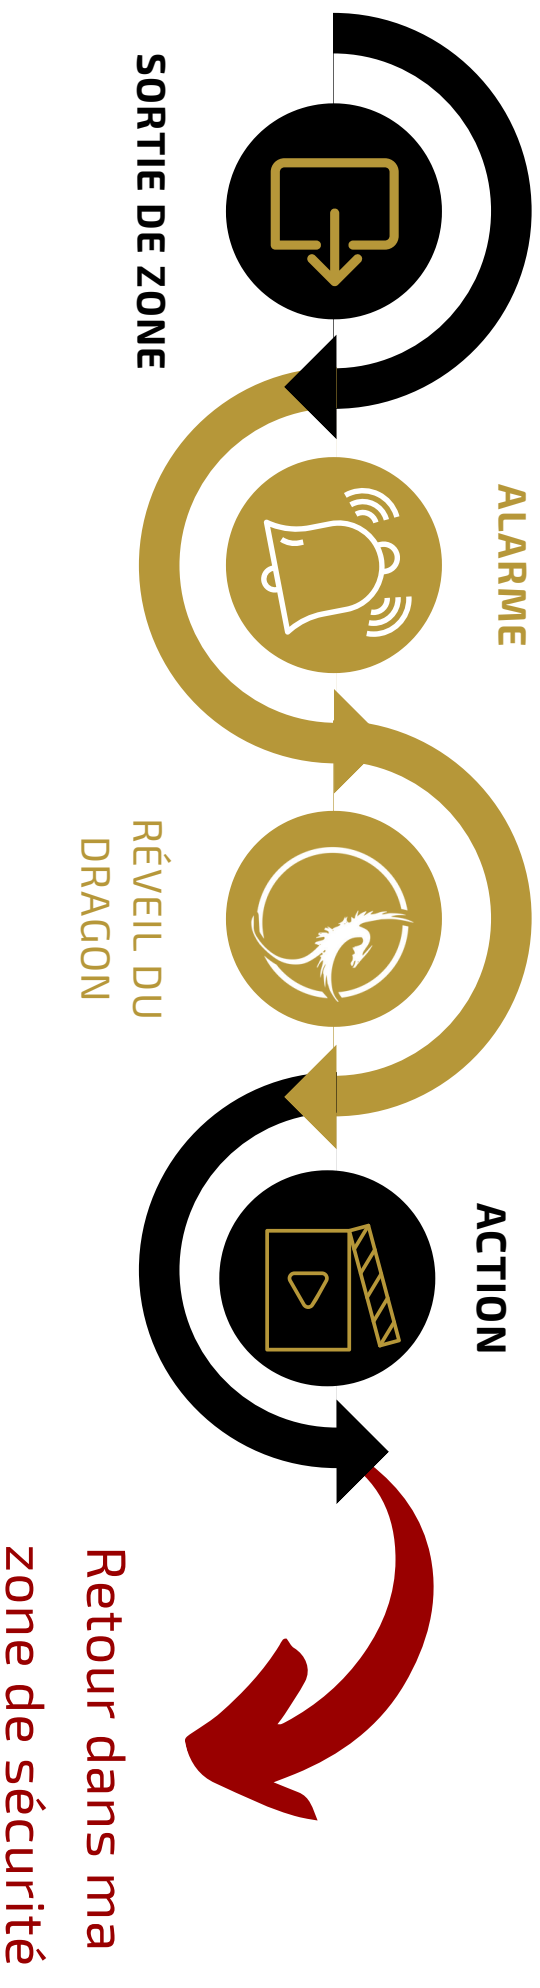 SORTIE DE ZONE
ALARME
RÉVEIL DU
DRAGON
ACTION
Retour dans ma
zone de sécurité